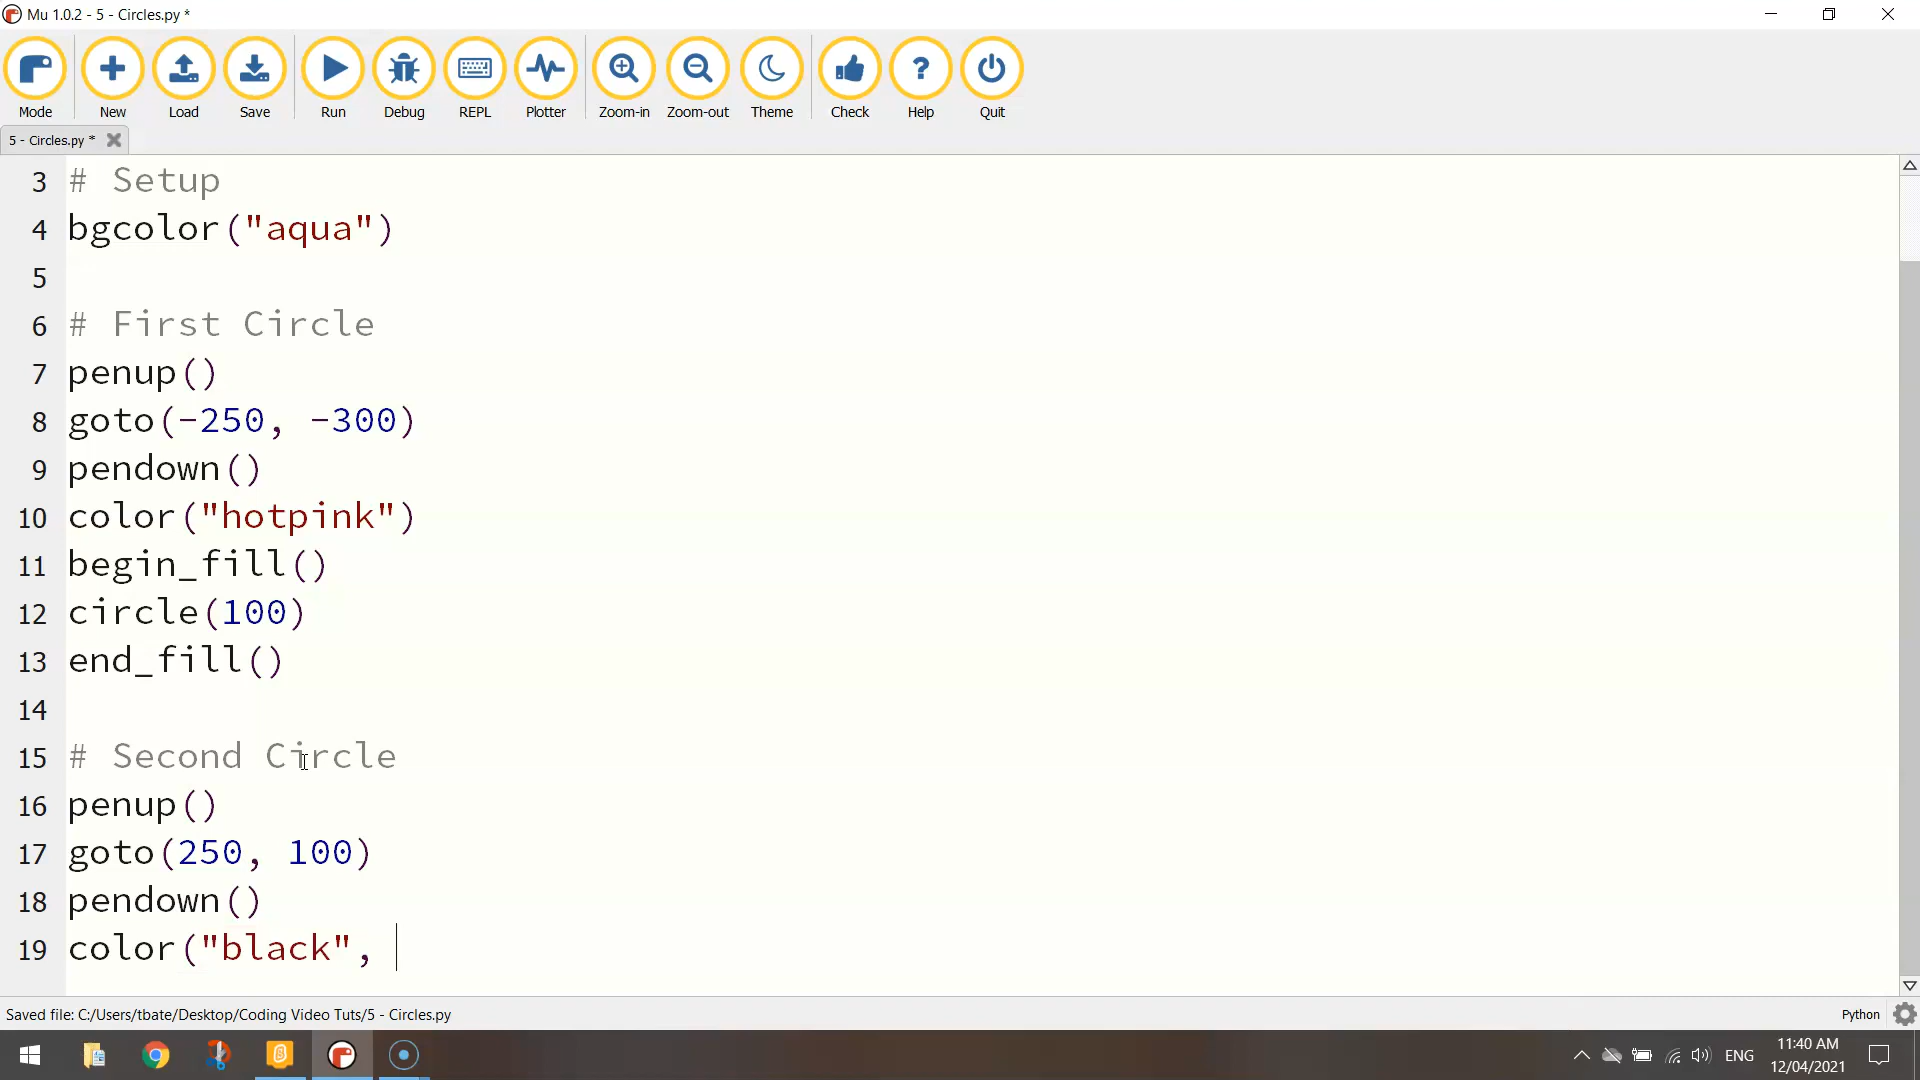 Mu 1.0.2 - 5 - Circles.py *
Mode New Load Save Run Debug REPL Plotter Zoom-in Zoom-out Theme Check Help Quit
5 - Circles.py *
3 # Setup
4 bgcolor("aqua")
5
6 # First Circle
7 penup()
8 goto(-250, -300)
9 pendown()
10 color("hotpink")
11 begin_fill()
12 circle(100)
13 end_fill()
14
15 # Second Circle
16 penup()
17 goto(250, 100)
18 pendown()
19 color("black",
Saved file: C:/Users/tbate/Desktop/Coding Video Tuts/5 - Circles.py
Python
ENG
11:40 AM
12/04/2021